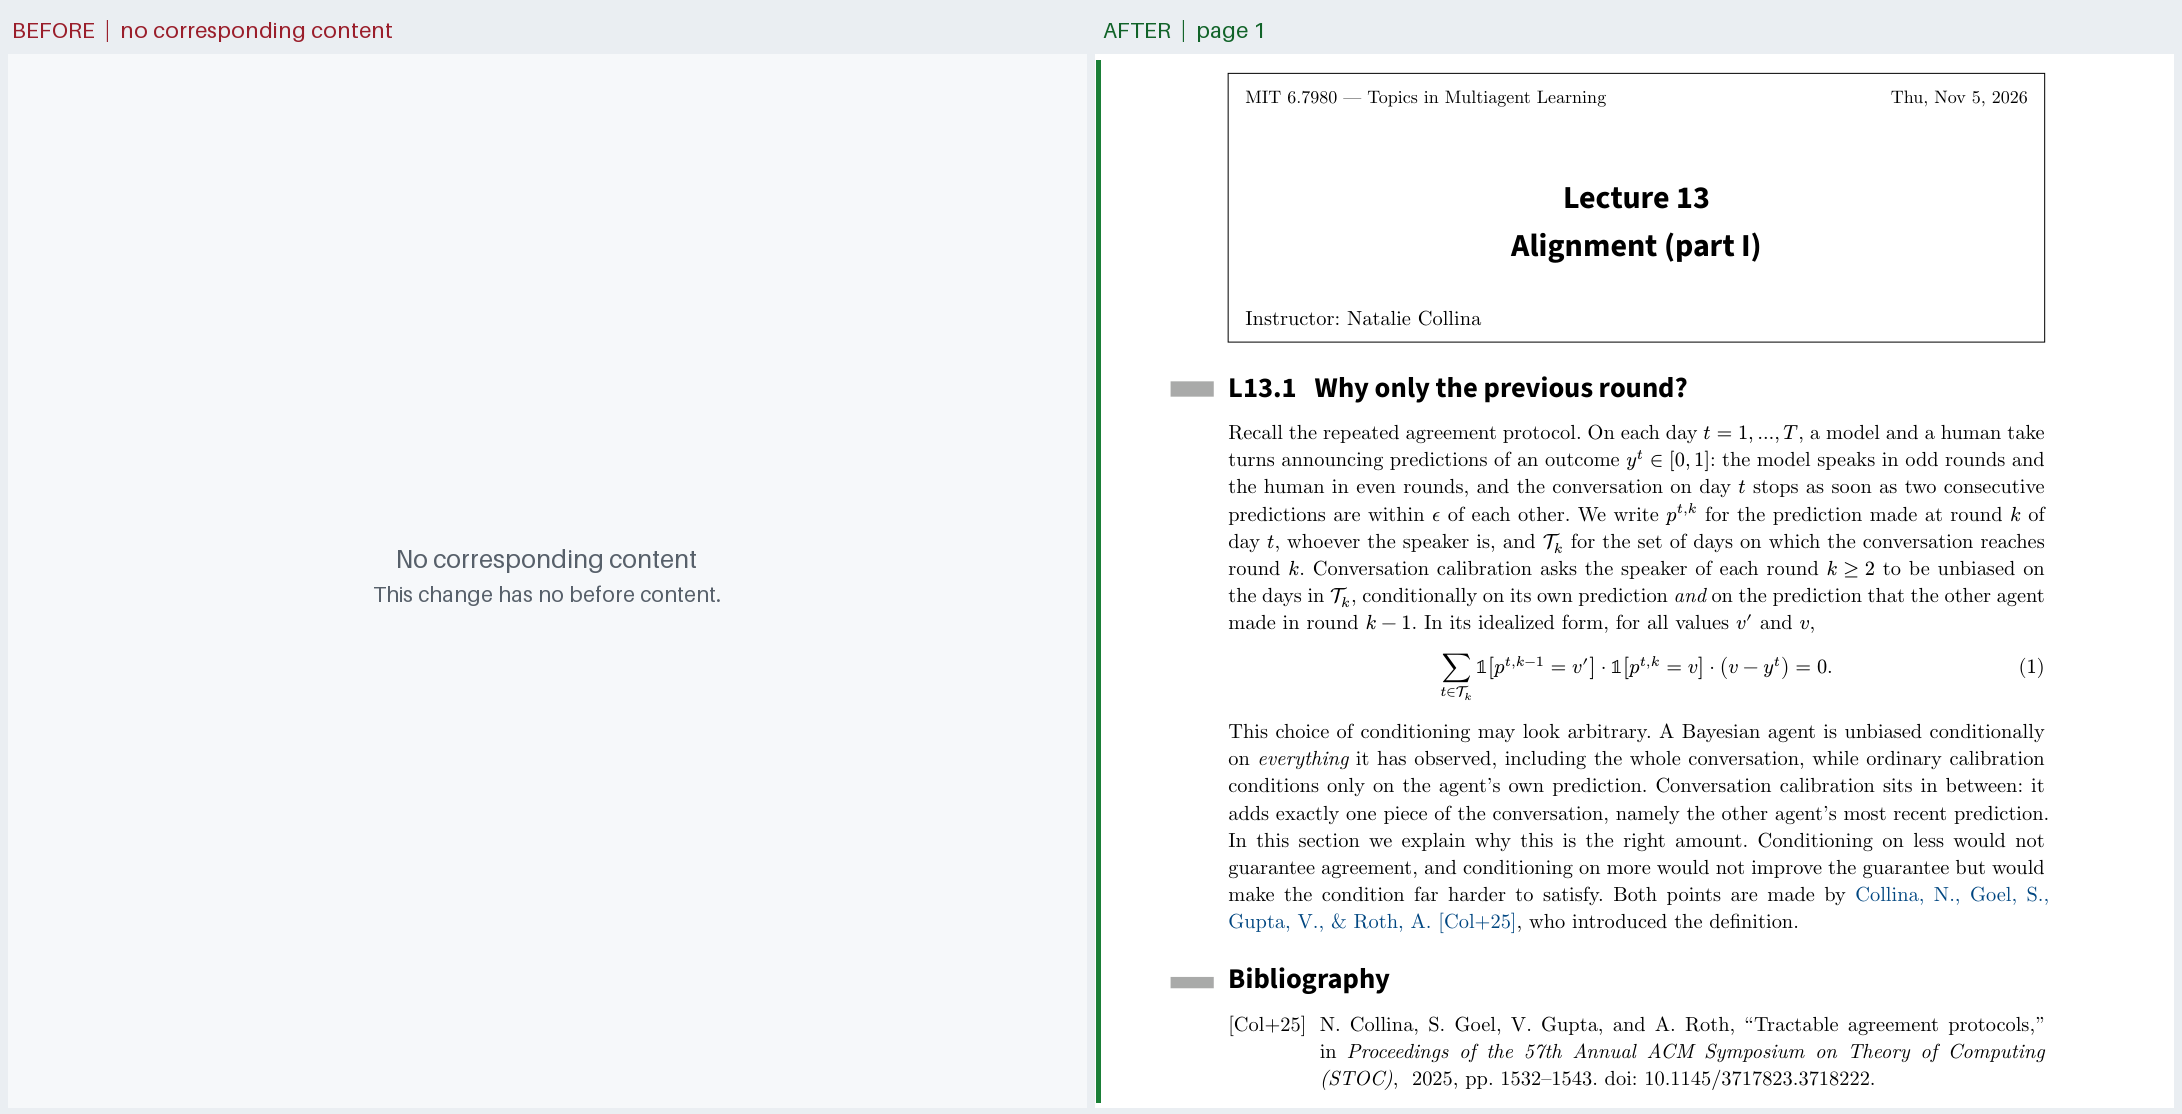 BEFORE | no corresponding content
No corresponding content
This change has no before content.
AFTER | page 1
MIT 6.7980 — Topics in Multiagent Learning Thu, Nov 5, 2026
Lecture 13
Alignment (part I)
Instructor: Natalie Collina
L13.1 Why only the previous round?
Recall the repeated agreement protocol. On each day t = 1, ..., T, a model and a human take
turns announcing predictions of an outcome yᵗ ∈ [0, 1]: the model speaks in odd rounds and
the human in even rounds, and the conversation on day t stops as soon as two consecutive
predictions are within ϵ of each other. We write p^{t,k} for the prediction made at round k of
day t, whoever the speaker is, and 𝒯ₖ for the set of days on which the conversation reaches
round k. Conversation calibration asks the speaker of each round k ≥ 2 to be unbiased on
the days in 𝒯ₖ, conditionally on its own prediction and on the prediction that the other agent
made in round k − 1. In its idealized form, for all values v′ and v,
∑_{t∈𝒯ₖ} 𝟙[p^{t,k−1} = v′] · 𝟙[p^{t,k} = v] · (v − yᵗ) = 0. (1)
This choice of conditioning may look arbitrary. A Bayesian agent is unbiased conditionally
on everything it has observed, including the whole conversation, while ordinary calibration
conditions only on the agent’s own prediction. Conversation calibration sits in between: it
adds exactly one piece of the conversation, namely the other agent’s most recent prediction.
In this section we explain why this is the right amount. Conditioning on less would not
guarantee agreement, and conditioning on more would not improve the guarantee but would
make the condition far harder to satisfy. Both points are made by Collina, N., Goel, S.,
Gupta, V., & Roth, A. [Col+25], who introduced the definition.
Bibliography
[Col+25] N. Collina, S. Goel, V. Gupta, and A. Roth, “Tractable agreement protocols,”
in Proceedings of the 57th Annual ACM Symposium on Theory of Computing
(STOC), 2025, pp. 1532–1543. doi: 10.1145/3717823.3718222.